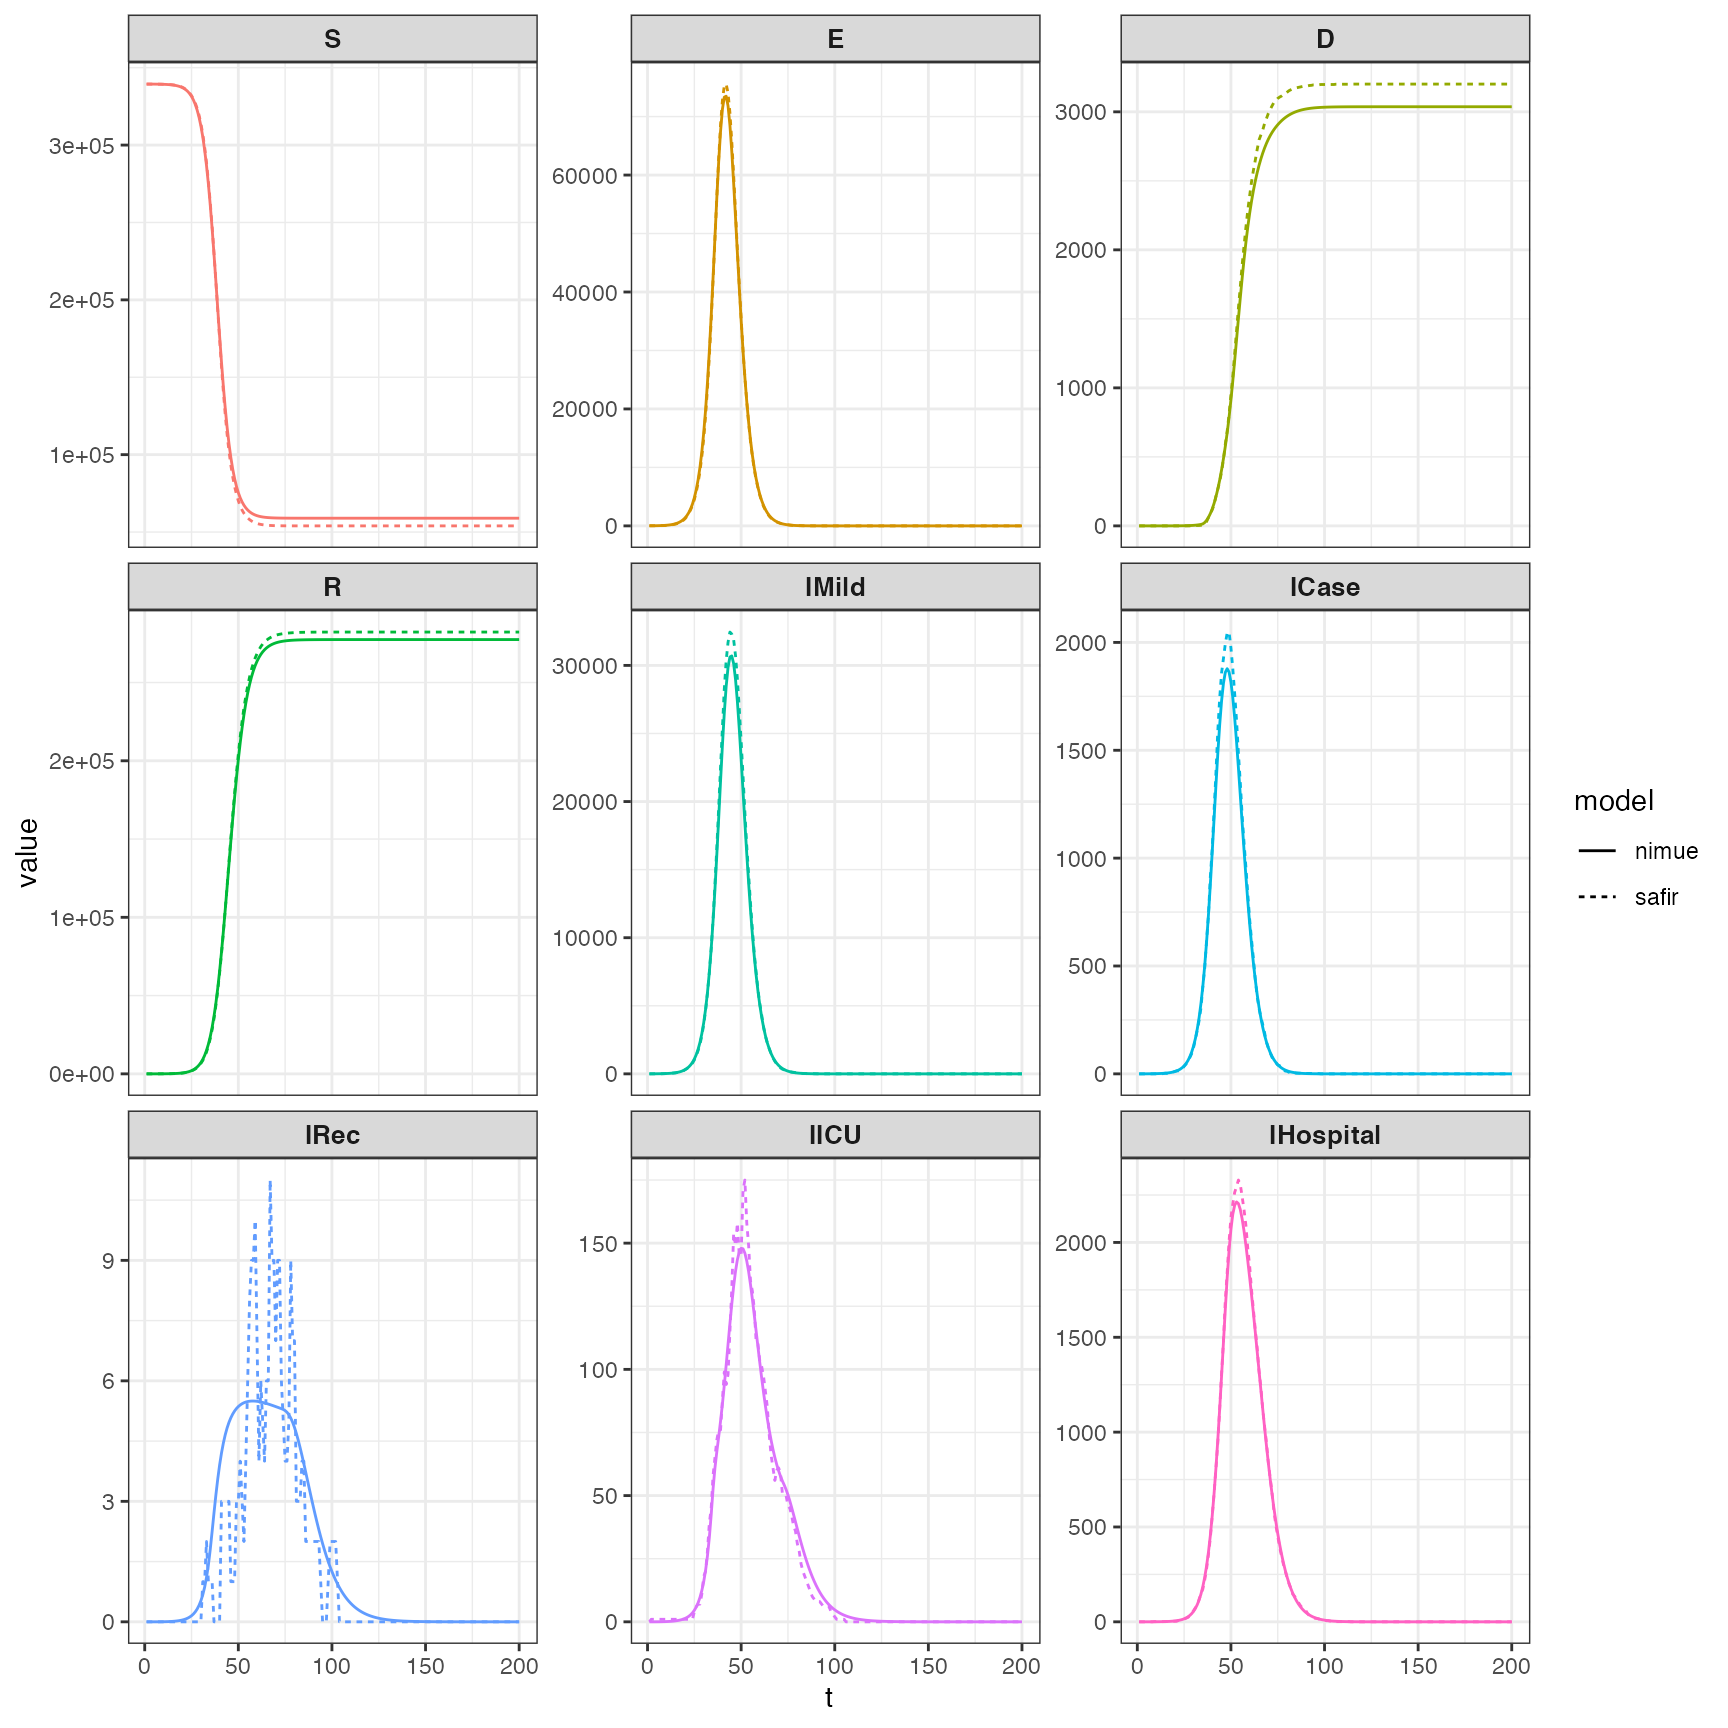 S
E
D
3e+05
2e+05
1e+05
60000
40000
20000
0
3000
2000
1000
0
R
IMild
ICase
2e+05
1e+05
0e+00
30000
20000
10000
0
2000
1500
1000
500
0
IRec
IICU
IHospital
9
6
3
0
150
100
50
0
2000
1500
1000
500
0
0 50 100 150 200
0 50 100 150 200
0 50 100 150 200
t
value
model
nimue
safir